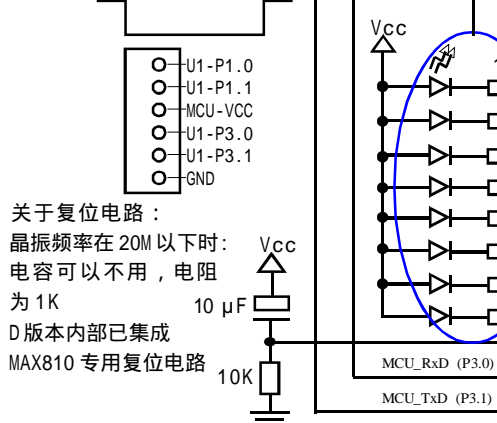 Vcc
U1-P1.0
U1-P1.1
MCU-VCC
U1-P3.0
U1-P3.1
GND
关于复位电路：
晶振频率在 20M 以下时:
电容可以不用，电阻
为 1K
D 版本内部已集成
MAX810 专用复位电路
Vcc
10 μF
10K
MCU_RxD (P3.0)
MCU_TxD (P3.1)